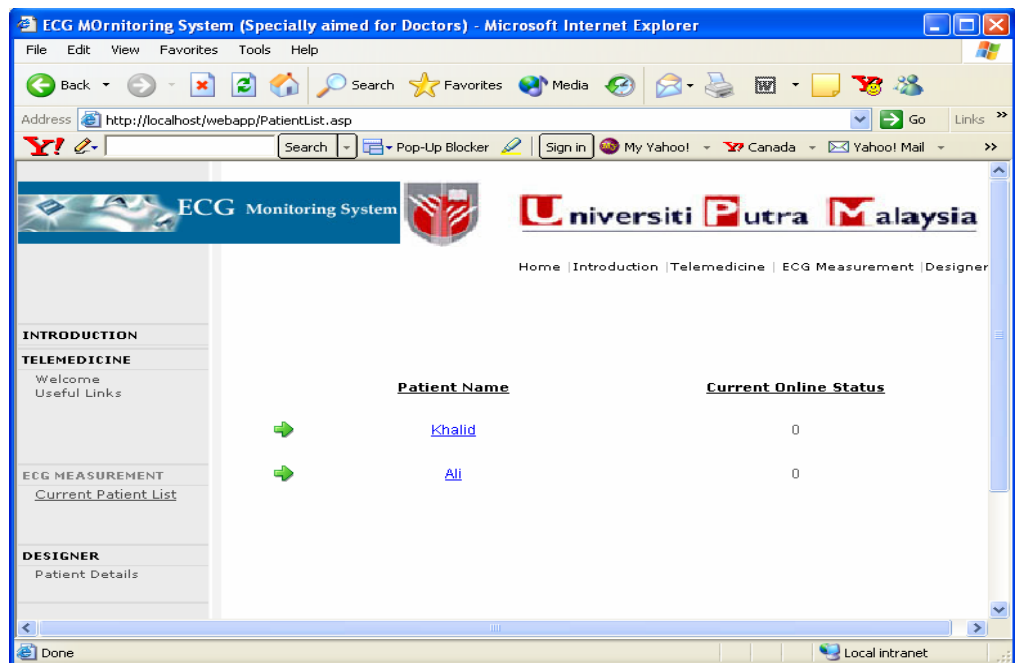 ECG MOrnitoring System (Specially aimed for Doctors) - Microsoft Internet Explorer
File Edit View Favorites Tools Help
Back Search Favorites Media
Address http://localhost/webapp/PatientList.asp Go Links »
Y! Search Pop-Up Blocker Sign in My Yahoo! Y! Canada Yahoo! Mail »
ECG Monitoring System
Universiti Putra Malaysia
Home |Introduction |Telemedicine | ECG Measurement |Designer
INTRODUCTION
TELEMEDICINE
Welcome
Useful Links
Patient Name Current Online Status
Khalid 0
Ali 0
ECG MEASUREMENT
Current Patient List
DESIGNER
Patient Details
Done Local intranet